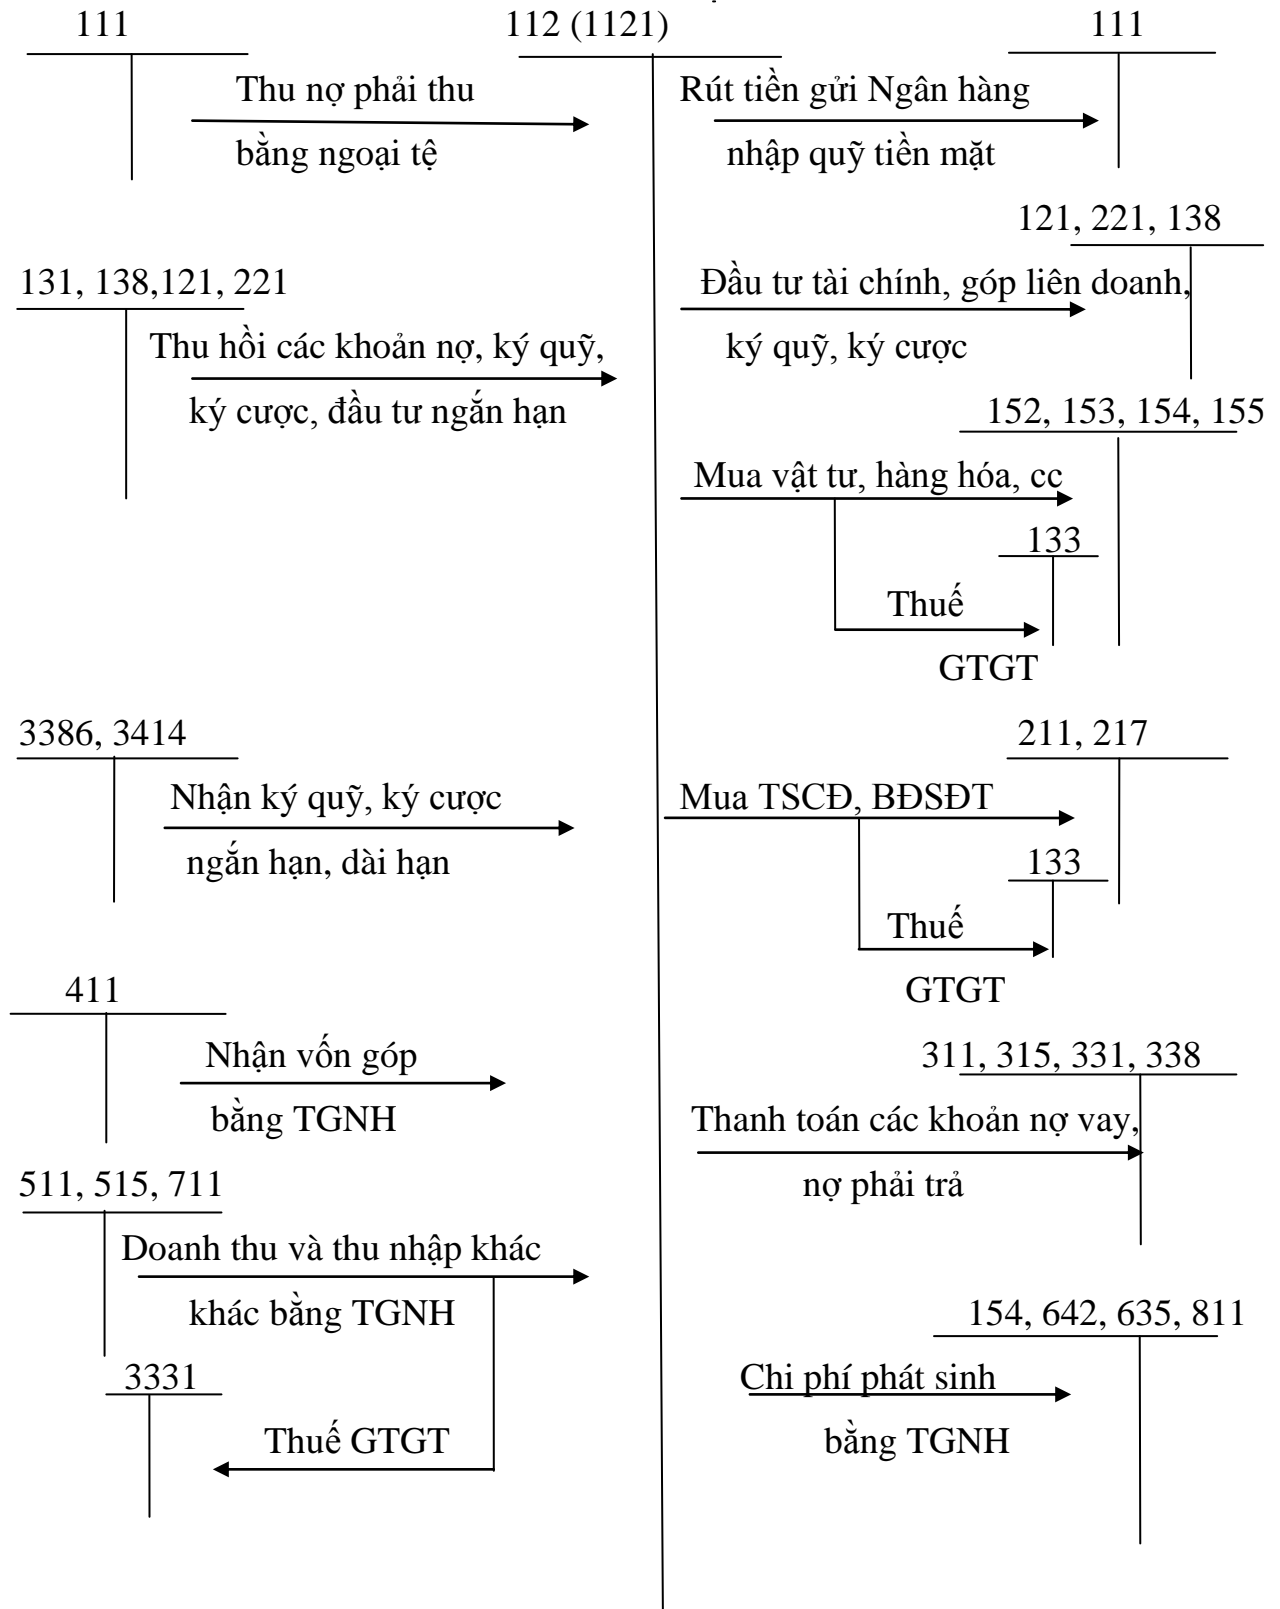 111
112 (1121)
111
Thu nợ phải thu
bằng ngoại tệ
Rút tiền gửi Ngân hàng
nhập quỹ tiền mặt
121, 221, 138
131, 138,121, 221
Đầu tư tài chính, góp liên doanh,
ký quỹ, ký cược
Thu hồi các khoản nợ, ký quỹ,
ký cược, đầu tư ngắn hạn
152, 153, 154, 155
Mua vật tư, hàng hóa, cc
133
Thuế
GTGT
3386, 3414
211, 217
Nhận ký quỹ, ký cược
ngắn hạn, dài hạn
Mua TSCĐ, BĐSĐT
133
Thuế
GTGT
411
Nhận vốn góp
bằng TGNH
311, 315, 331, 338
Thanh toán các khoản nợ vay,
nợ phải trả
511, 515, 711
Doanh thu và thu nhập khác
khác bằng TGNH
154, 642, 635, 811
3331
Chi phí phát sinh
bằng TGNH
Thuế GTGT